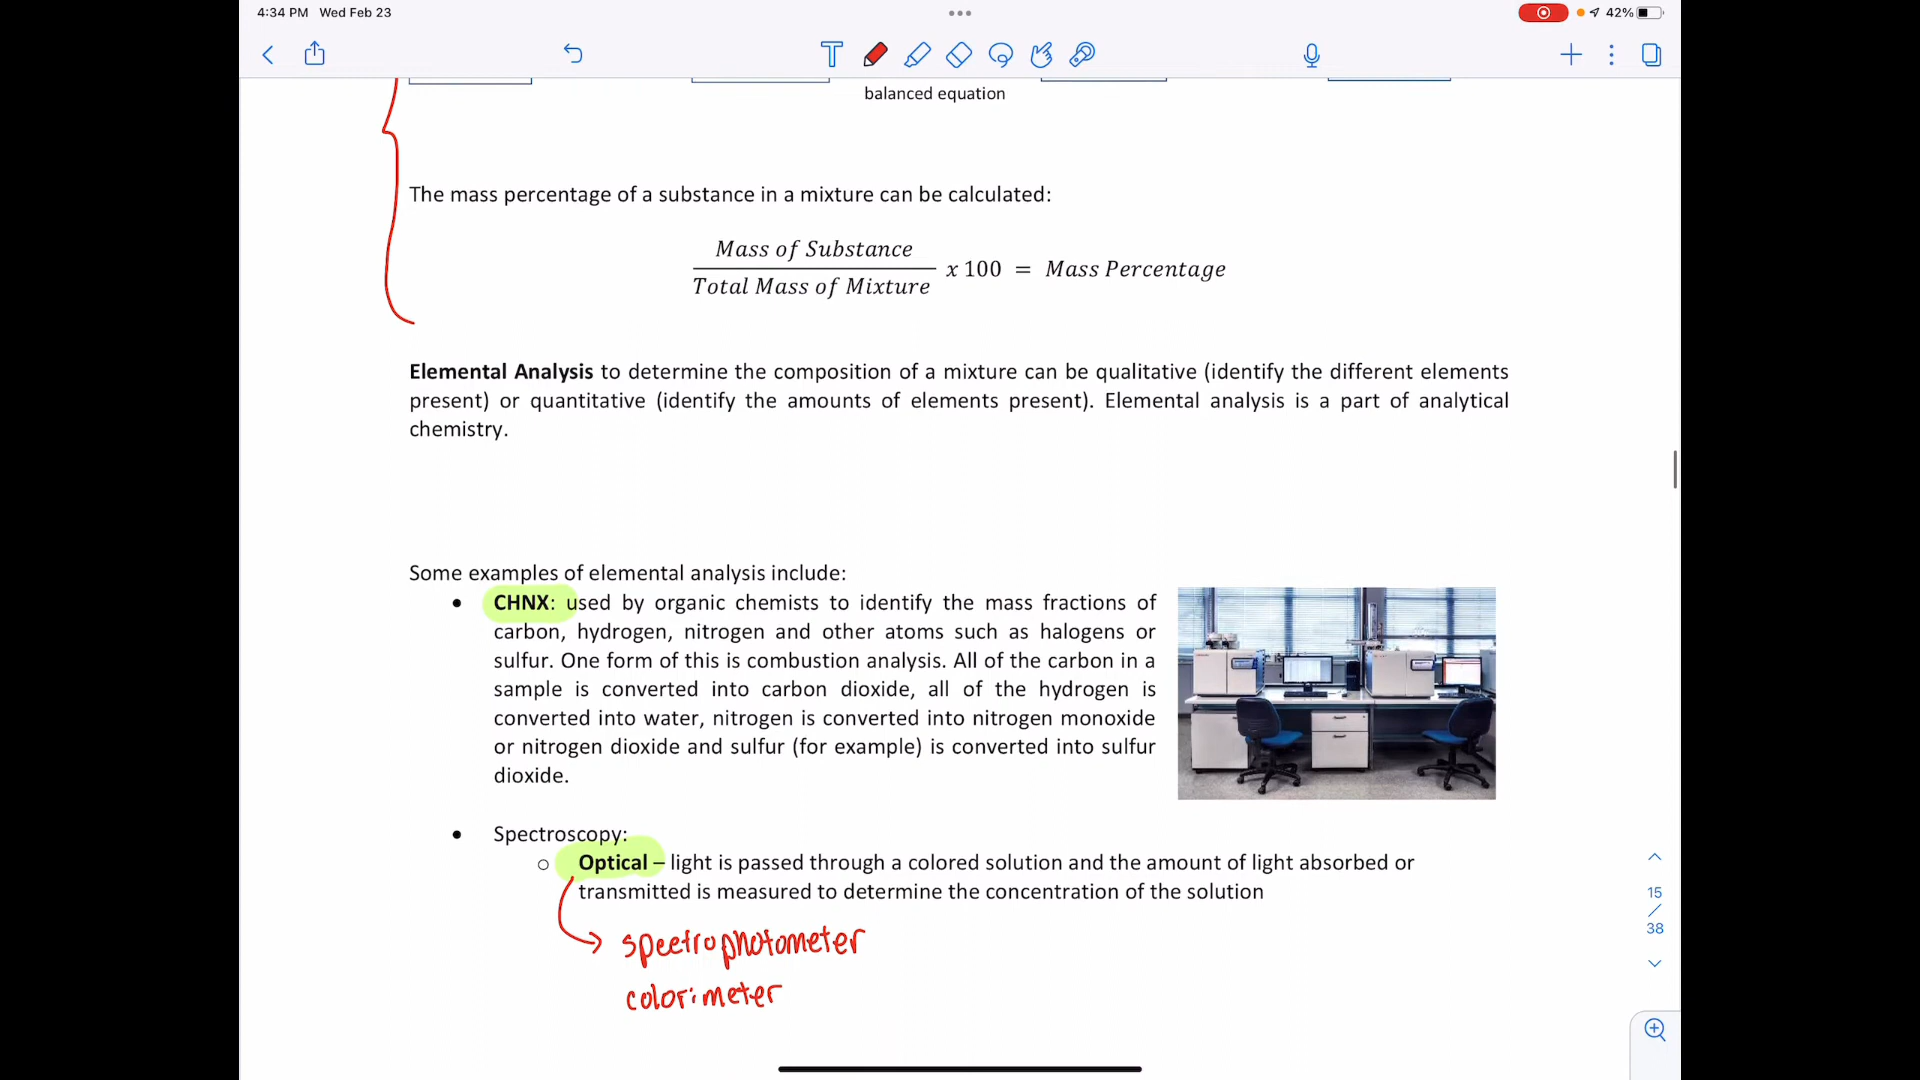 4:34 PM Wed Feb 23
42%
balanced equation
The mass percentage of a substance in a mixture can be calculated:
Mass of Substance
Total Mass of Mixture
x 100 = Mass Percentage
Elemental Analysis to determine the composition of a mixture can be qualitative (identify the different elements
present) or quantitative (identify the amounts of elements present). Elemental analysis is a part of analytical
chemistry.
Some examples of elemental analysis include:
• CHNX: used by organic chemists to identify the mass fractions of
carbon, hydrogen, nitrogen and other atoms such as halogens or
sulfur. One form of this is combustion analysis. All of the carbon in a
sample is converted into carbon dioxide, all of the hydrogen is
converted into water, nitrogen is converted into nitrogen monoxide
or nitrogen dioxide and sulfur (for example) is converted into sulfur
dioxide.
• Spectroscopy:
o Optical – light is passed through a colored solution and the amount of light absorbed or
transmitted is measured to determine the concentration of the solution
spectrophotometer
colorimeter
15
/
38